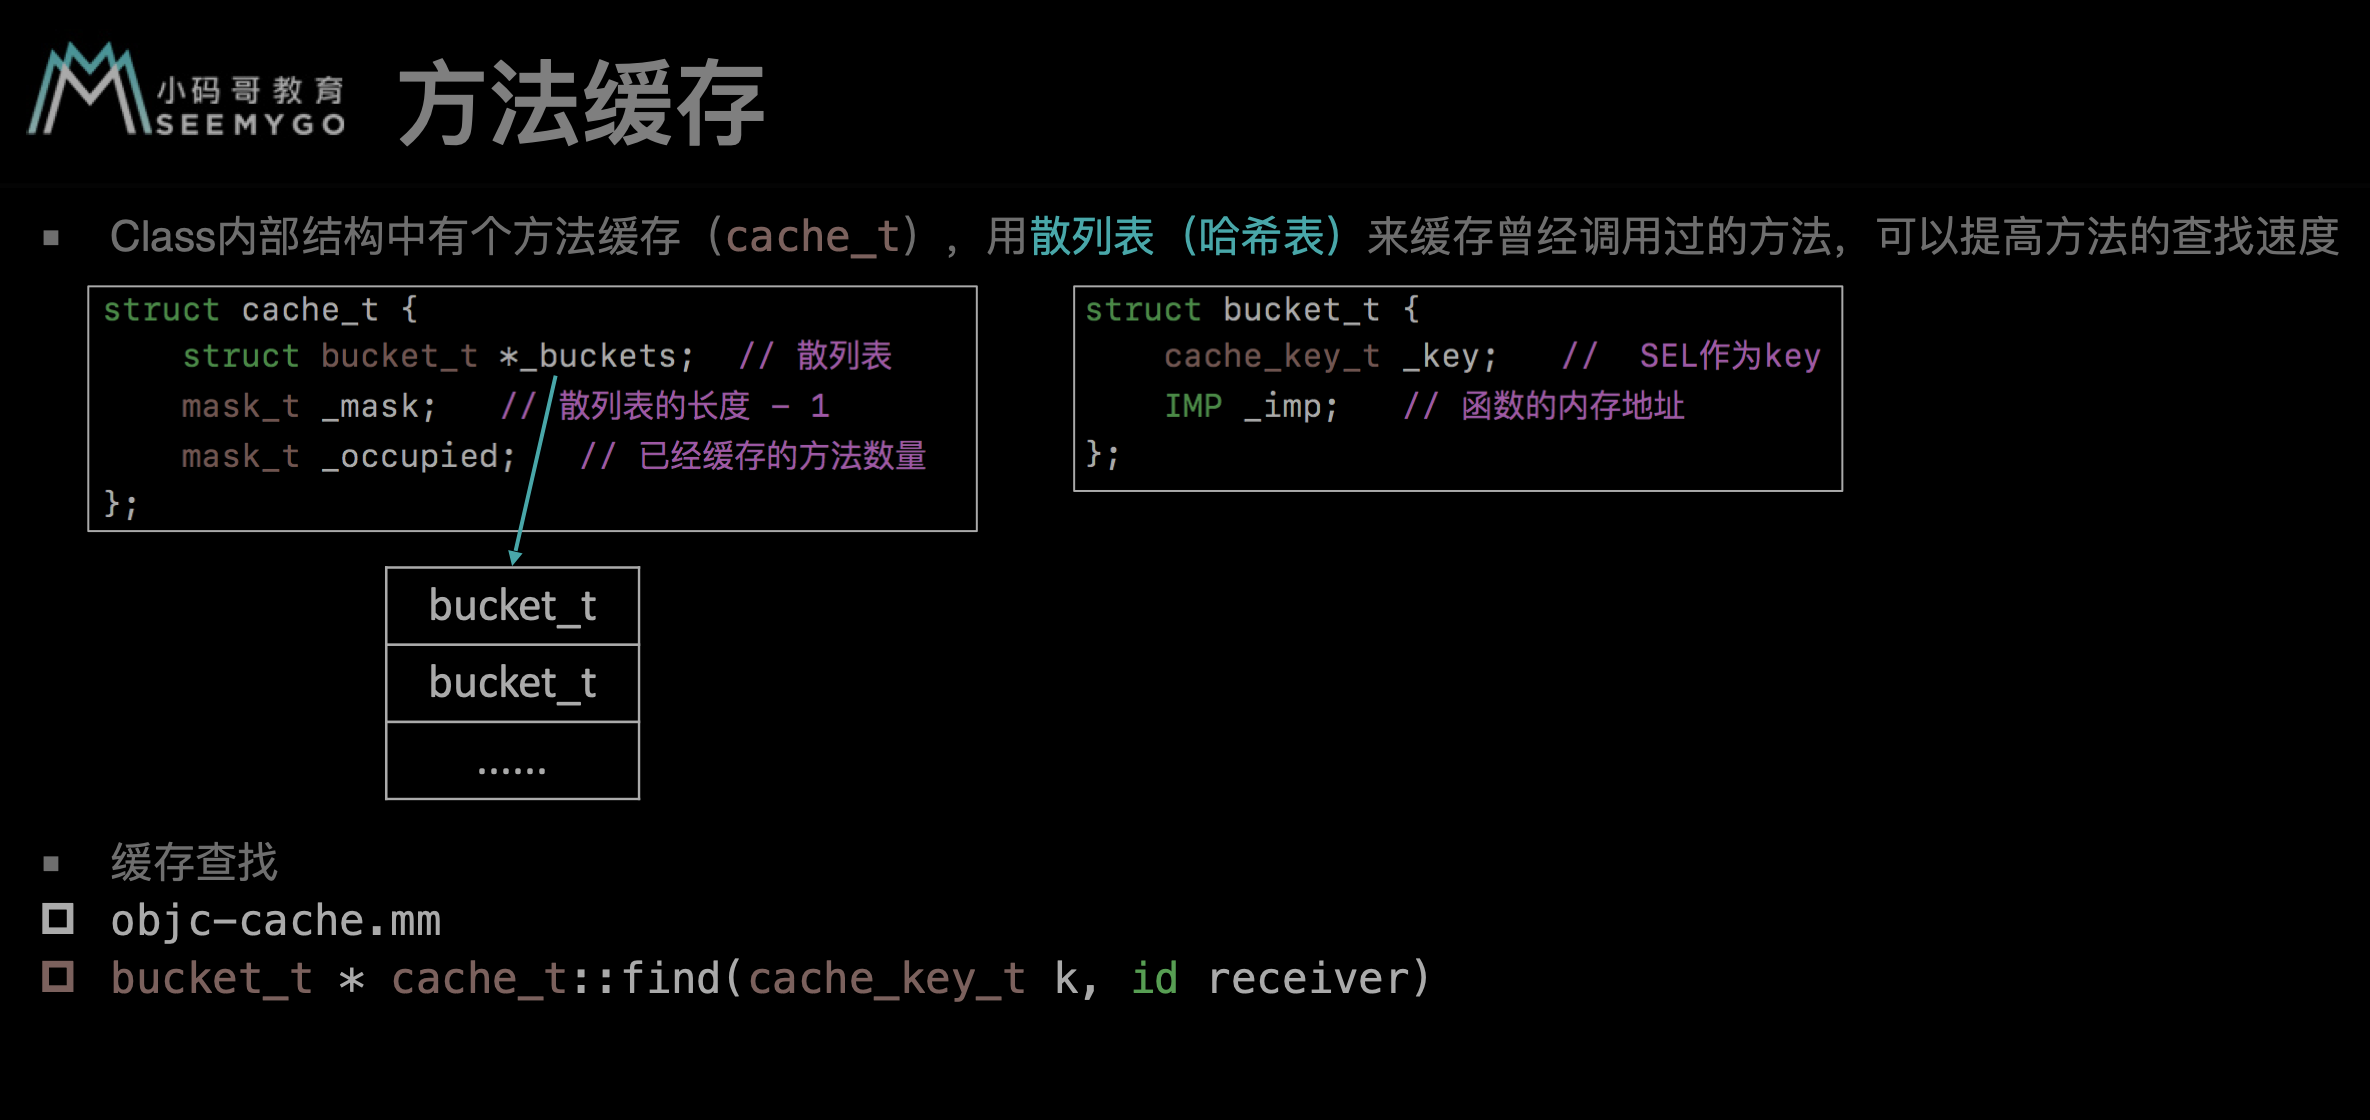 小码哥教育
SEEMYGO
方法缓存
▪ Class内部结构中有个方法缓存（cache_t），用散列表（哈希表）来缓存曾经调用过的方法，可以提高方法的查找速度
struct cache_t {
    struct bucket_t *_buckets;  // 散列表
    mask_t _mask;   // 散列表的长度 – 1
    mask_t _occupied;   // 已经缓存的方法数量
};
struct bucket_t {
    cache_key_t _key;   //  SEL作为key
    IMP _imp;   // 函数的内存地址
};
bucket_t
bucket_t
......
▪ 缓存查找
objc-cache.mm
bucket_t * cache_t::find(cache_key_t k, id receiver)